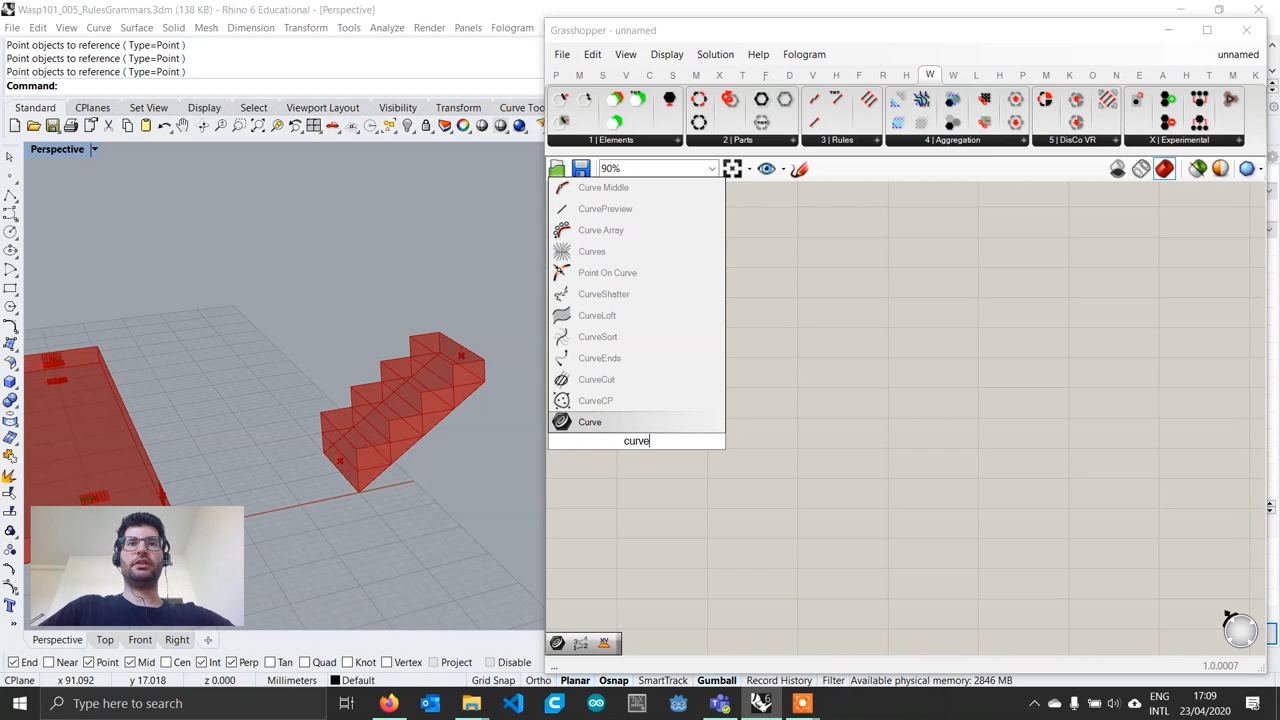 Wasp101_005_RulesGrammars.3dm (138 KB) - Rhino 6 Educational - [Perspective]
File Edit View Curve Surface Solid Mesh Dimension Transform Tools Analyze Render Panels Fologram
Point objects to reference ( Type=Point )
Point objects to reference ( Type=Point )
Point objects to reference ( Type=Point )
Command:
Standard CPlanes Set View Display Select Viewport Layout Visibility Transform Curve Too
Perspective
Grasshopper - unnamed
File Edit View Display Solution Help Fologram unnamed
P M S V C S M X T F D V H F R H W W L H P M K O N E A T M K
1 | Elements 2 | Parts 3 | Rules 4 | Aggregation 5 | DisCo VR X | Experimental
90%
Curve Middle
CurvePreview
Curve Array
Curves
Point On Curve
CurveShatter
CurveLoft
CurveSort
CurveEnds
CurveCut
CurveCP
Curve
curve
...
1.0.0007
Perspective Top Front Right
End Near Point Mid Cen Int Perp Tan Quad Knot Vertex Project Disable
CPlane x 91.092 y 17.018 z 0.000 Millimeters Default Grid Snap Ortho Planar Osnap SmartTrack Gumball Record History Filter Available physical memory: 2846 MB
Type here to search
ENG
INTL
17:09
23/04/2020